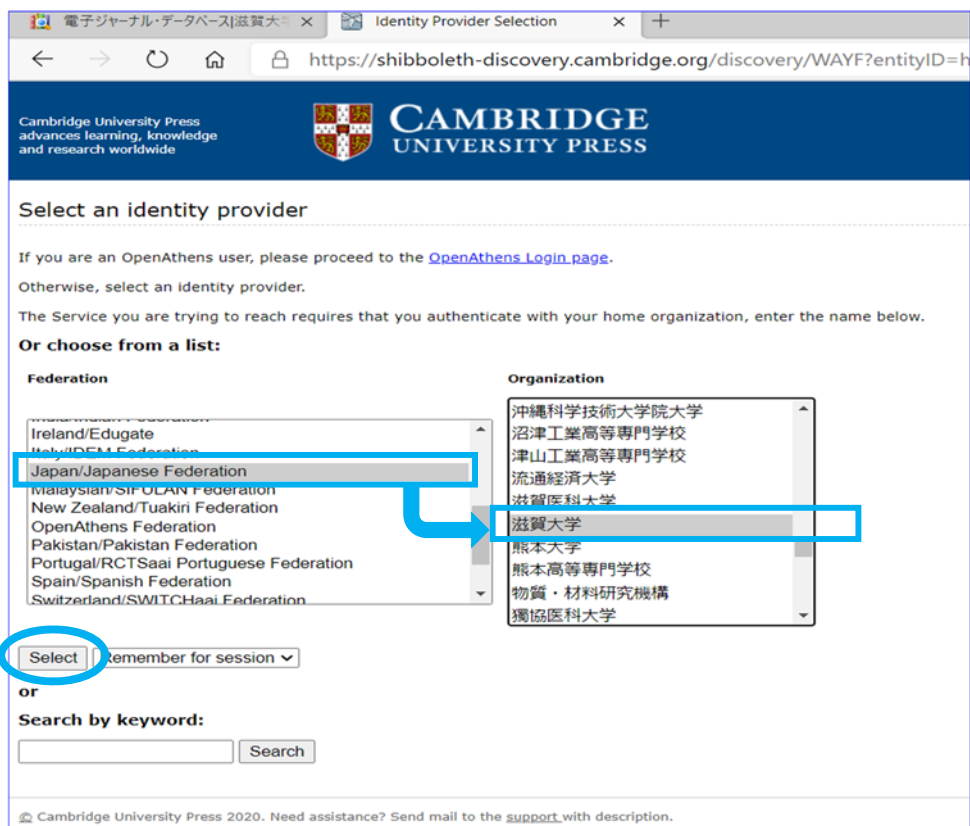 電子ジャーナル・データベース|滋賀大
Identity Provider Selection
https://shibboleth-discovery.cambridge.org/discovery/WAYF?entityID=h
Cambridge University Press
advances learning, knowledge
and research worldwide
CAMBRIDGE
UNIVERSITY PRESS
Select an identity provider
If you are an OpenAthens user, please proceed to the OpenAthens Login page.
Otherwise, select an identity provider.
The Service you are trying to reach requires that you authenticate with your home organization, enter the name below.
Or choose from a list:
Federation
Ireland/Edugate
Italy/IDEM Federation
Japan/Japanese Federation
Malaysian/SIFULAN Federation
New Zealand/Tuakiri Federation
OpenAthens Federation
Pakistan/Pakistan Federation
Portugal/RCTSaai Portuguese Federation
Spain/Spanish Federation
Switzerland/SWITCHaai Federation
Organization
沖縄科学技術大学院大学
沼津工業高等専門学校
津山工業高等専門学校
流通経済大学
滋賀医科大学
滋賀大学
熊本大学
熊本高等専門学校
物質・材料研究機構
獨協医科大学
Select
Remember for session
or
Search by keyword:
Search
© Cambridge University Press 2020. Need assistance? Send mail to the support with description.